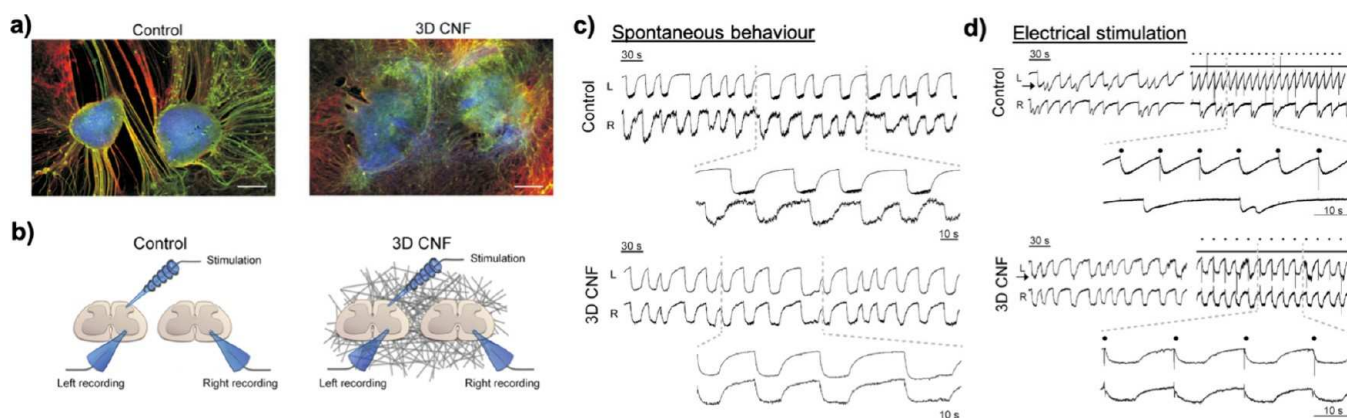 a)
Control
3D CNF
b)
Control
3D CNF
Stimulation
Stimulation
Left recording
Right recording
Left recording
Right recording
c)
Spontaneous behaviour
30 s
Control
L
R
10 s
30 s
3D CNF
L
R
10 s
d)
Electrical stimulation
30 s
Control
L
R
10 s
30 s
3D CNF
L
R
10 s